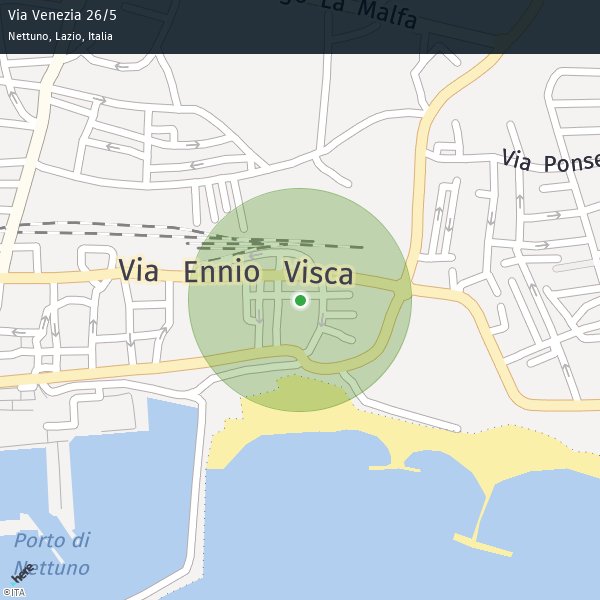 Via Venezia 26/5
Nettuno, Lazio, Italia
go La Malfa
Via Ponse
Via Ennio Visca
Porto di
Nettuno
here
©ITA